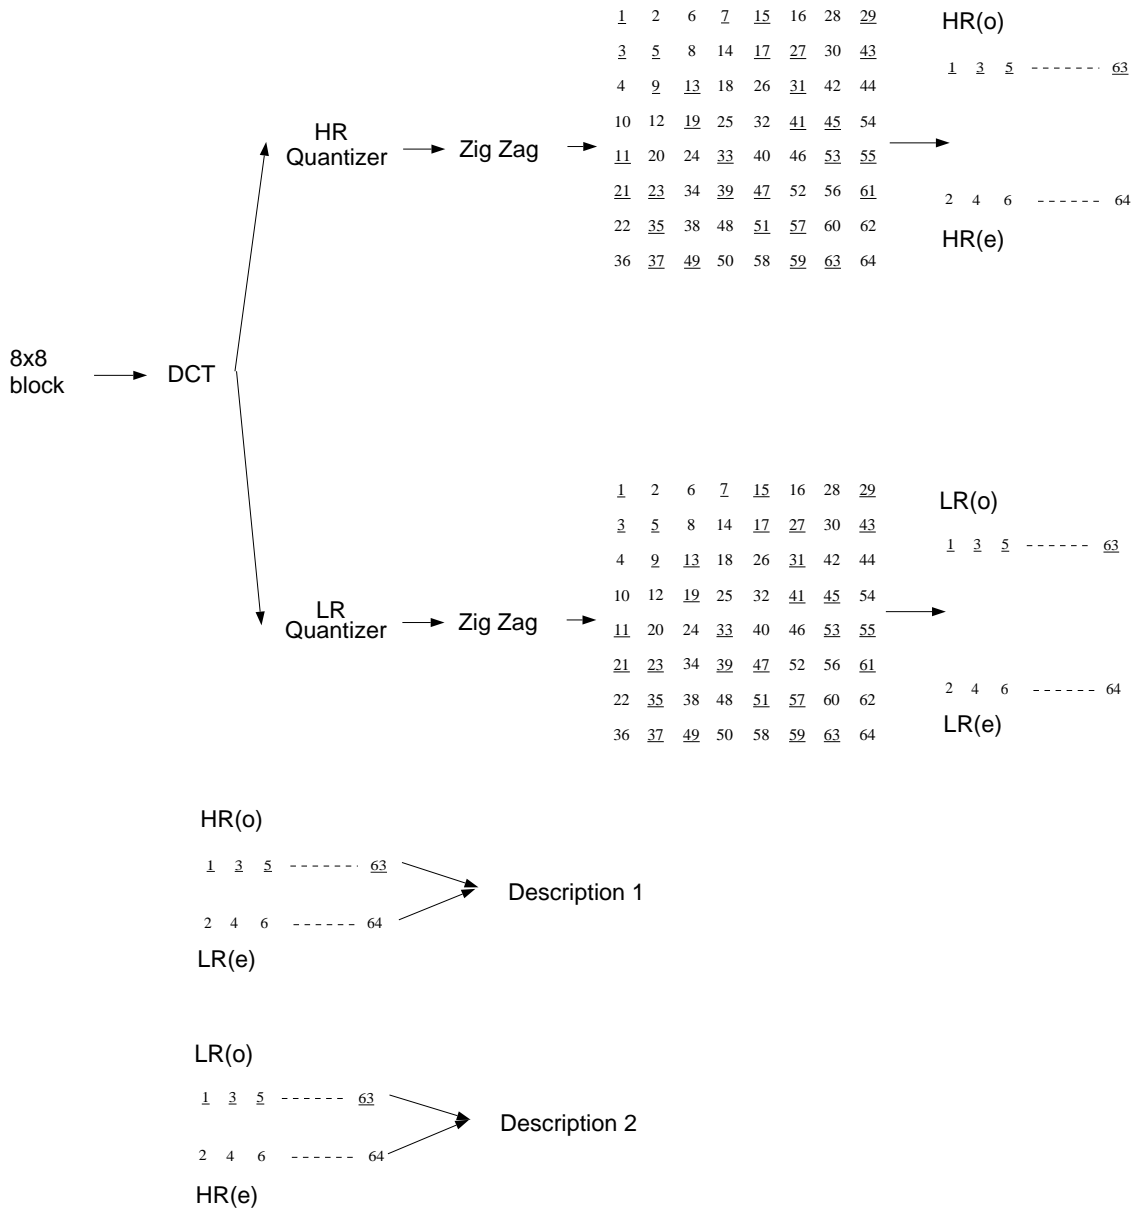 1 2 6 7 15 16 28 29
3 5 8 14 17 27 30 43
4 9 13 18 26 31 42 44
10 12 19 25 32 41 45 54
11 20 24 33 40 46 53 55
21 23 34 39 47 52 56 61
22 35 38 48 51 57 60 62
36 37 49 50 58 59 63 64
HR(o)
1 3 5 ------- 63
2 4 6 ------ 64
HR(e)
HR
Quantizer
Zig Zag
8x8
block
DCT
LR
Quantizer
Zig Zag
1 2 6 7 15 16 28 29
3 5 8 14 17 27 30 43
4 9 13 18 26 31 42 44
10 12 19 25 32 41 45 54
11 20 24 33 40 46 53 55
21 23 34 39 47 52 56 61
22 35 38 48 51 57 60 62
36 37 49 50 58 59 63 64
LR(o)
1 3 5 ------ 63
2 4 6 ------ 64
LR(e)
HR(o)
1 3 5 ------- 63
Description 1
2 4 6 ------ 64
LR(e)
LR(o)
1 3 5 ------ 63
Description 2
2 4 6 ------ 64
HR(e)